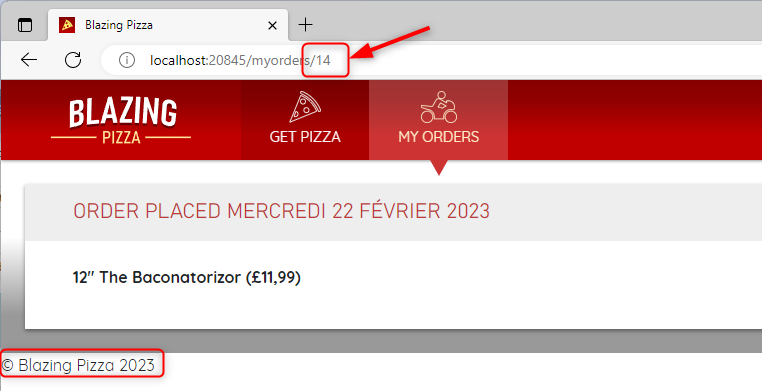 Blazing Pizza
localhost:20845/myorders/14
BLAZING
PIZZA
GET PIZZA
MY ORDERS
ORDER PLACED MERCREDI 22 FÉVRIER 2023
12" The Baconatorizor (£11,99)
© Blazing Pizza 2023